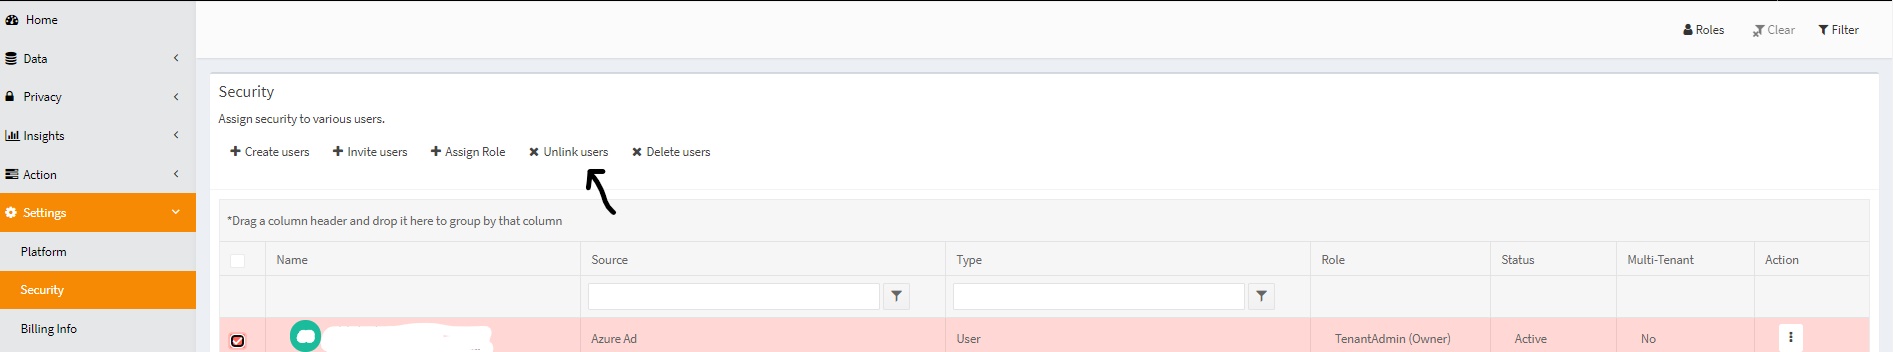 Home
Roles Clear Filter
Data
Security
Privacy
Assign security to various users.
Insights
Create users Invite users Assign Role Unlink users Delete users
Action
Settings
*Drag a column header and drop it here to group by that column
Platform
Name Source Type Role Status Multi-Tenant Action
Security
Billing Info
Azure Ad User TenantAdmin (Owner) Active No